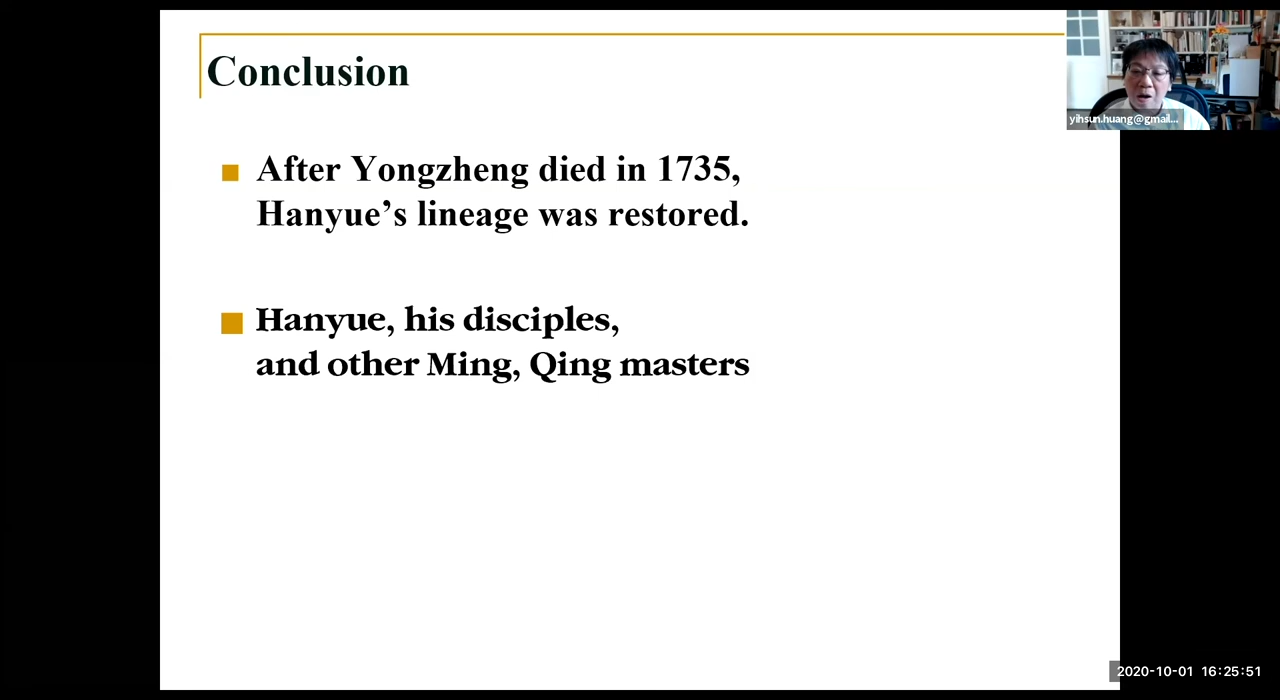 Conclusion
After Yongzheng died in 1735,
Hanyue’s lineage was restored.
Hanyue, his disciples,
and other Ming, Qing masters
yihsun.huang@gmail...
2020-10-01 16:25:51